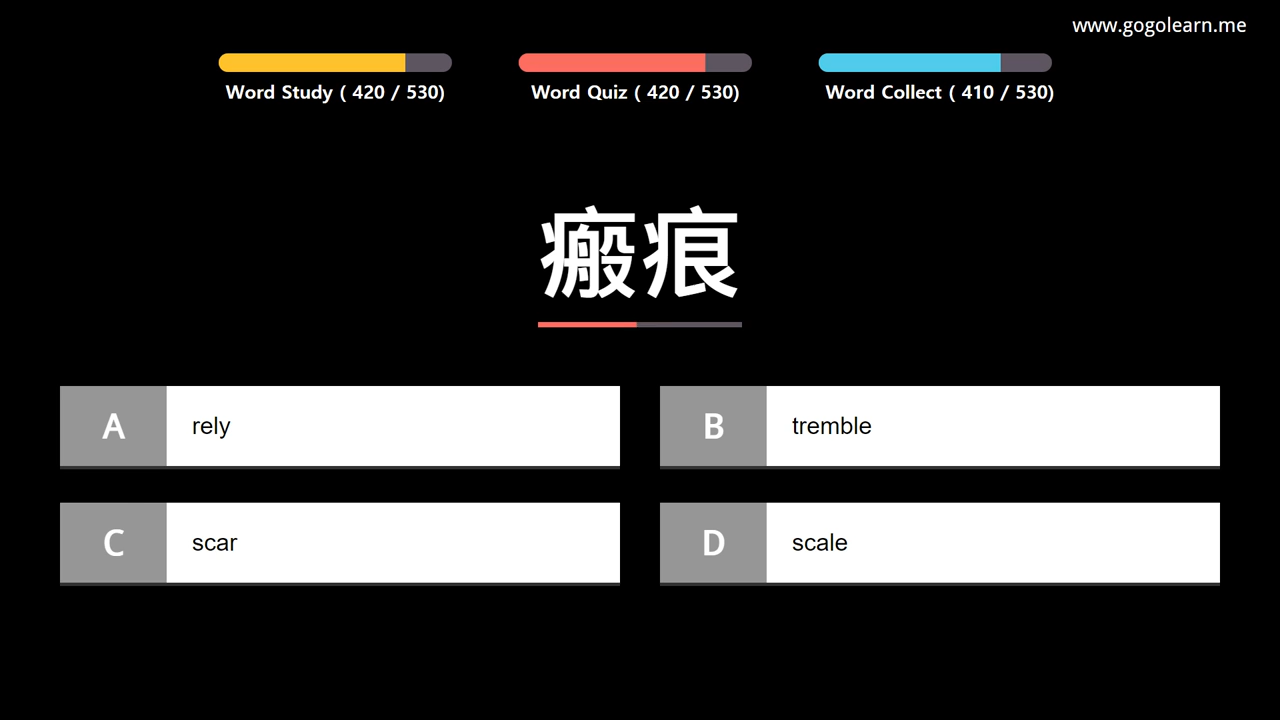 www.gogolearn.me
Word Study ( 420 / 530)
Word Quiz ( 420 / 530)
Word Collect ( 410 / 530)
瘢痕
A rely
B tremble
C scar
D scale